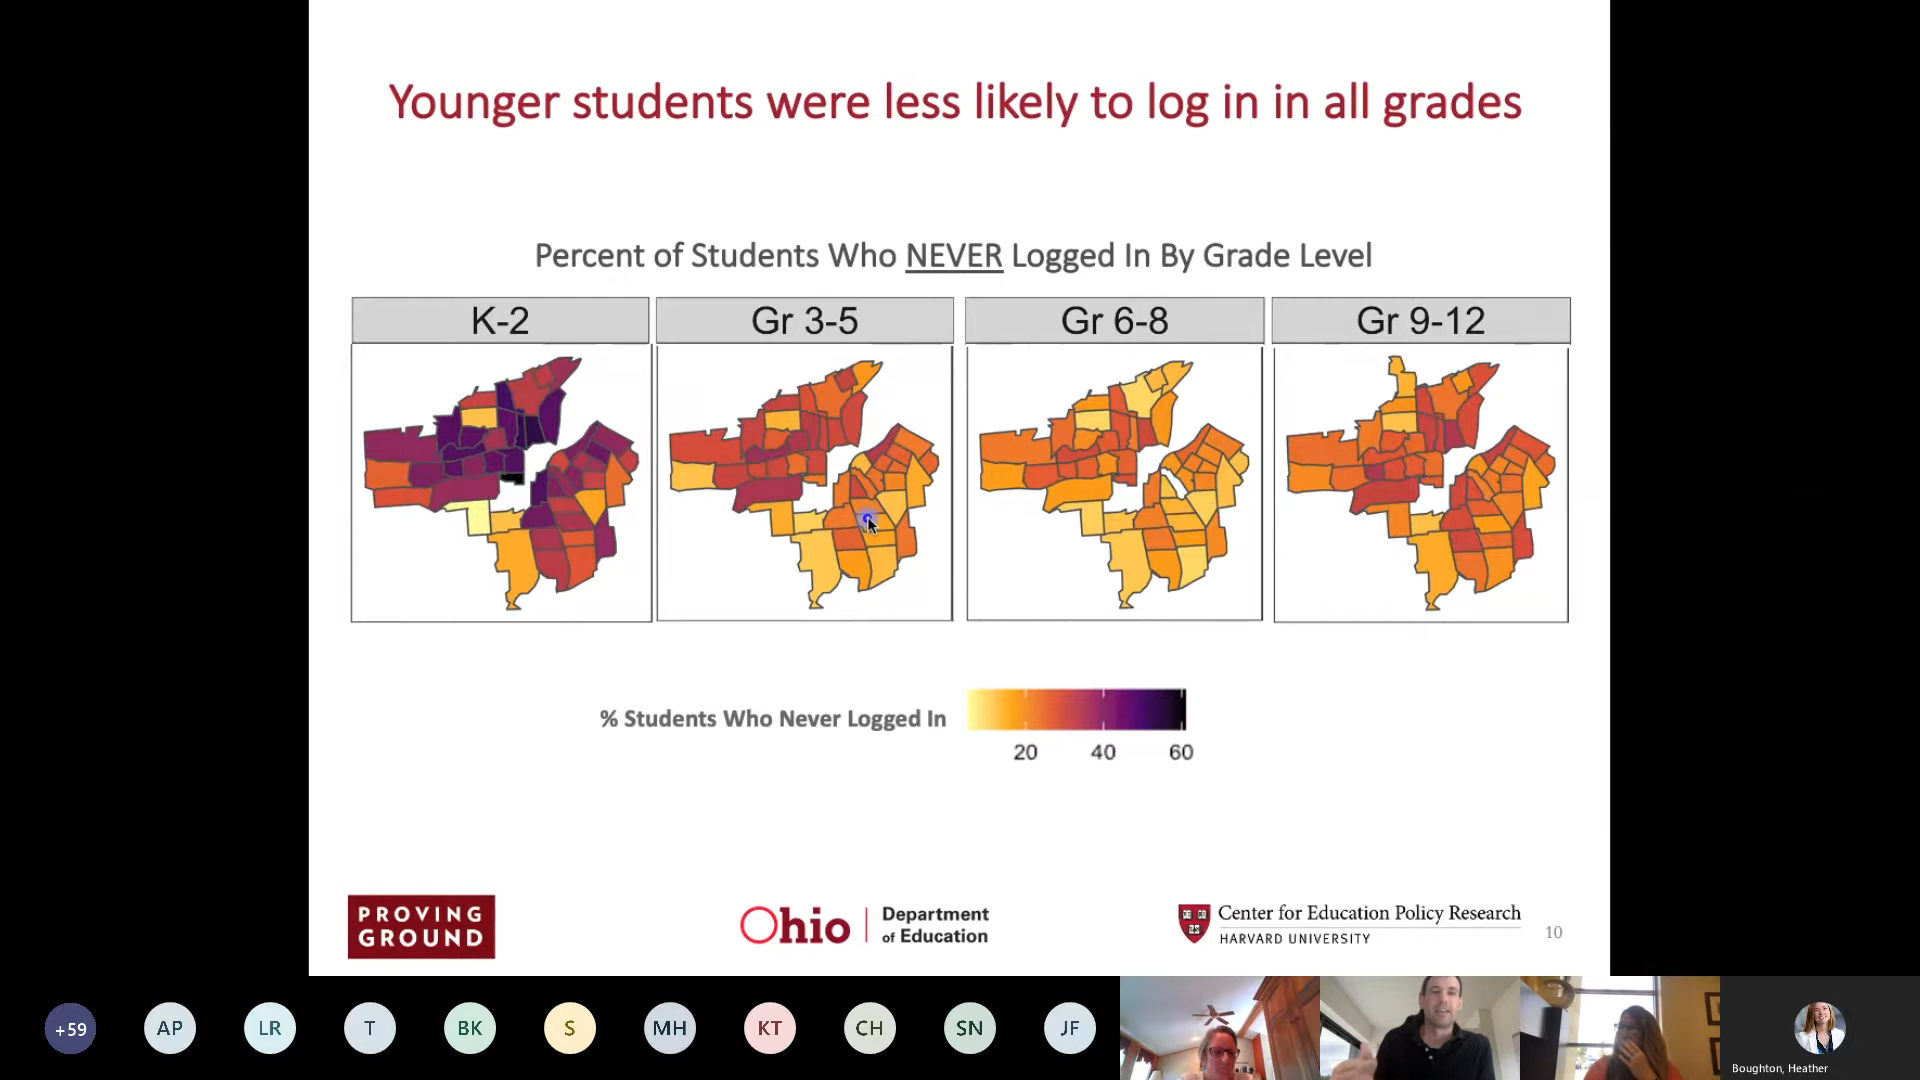 Younger students were less likely to log in in all grades
Percent of Students Who NEVER Logged In By Grade Level
K-2
Gr 3-5
Gr 6-8
Gr 9-12
% Students Who Never Logged In
20 40 60
PROVING
GROUND
Ohio
Department
of Education
Center for Education Policy Research
HARVARD UNIVERSITY
10
+59
AP
LR
T
BK
S
MH
KT
CH
SN
JF
Boughton, Heather